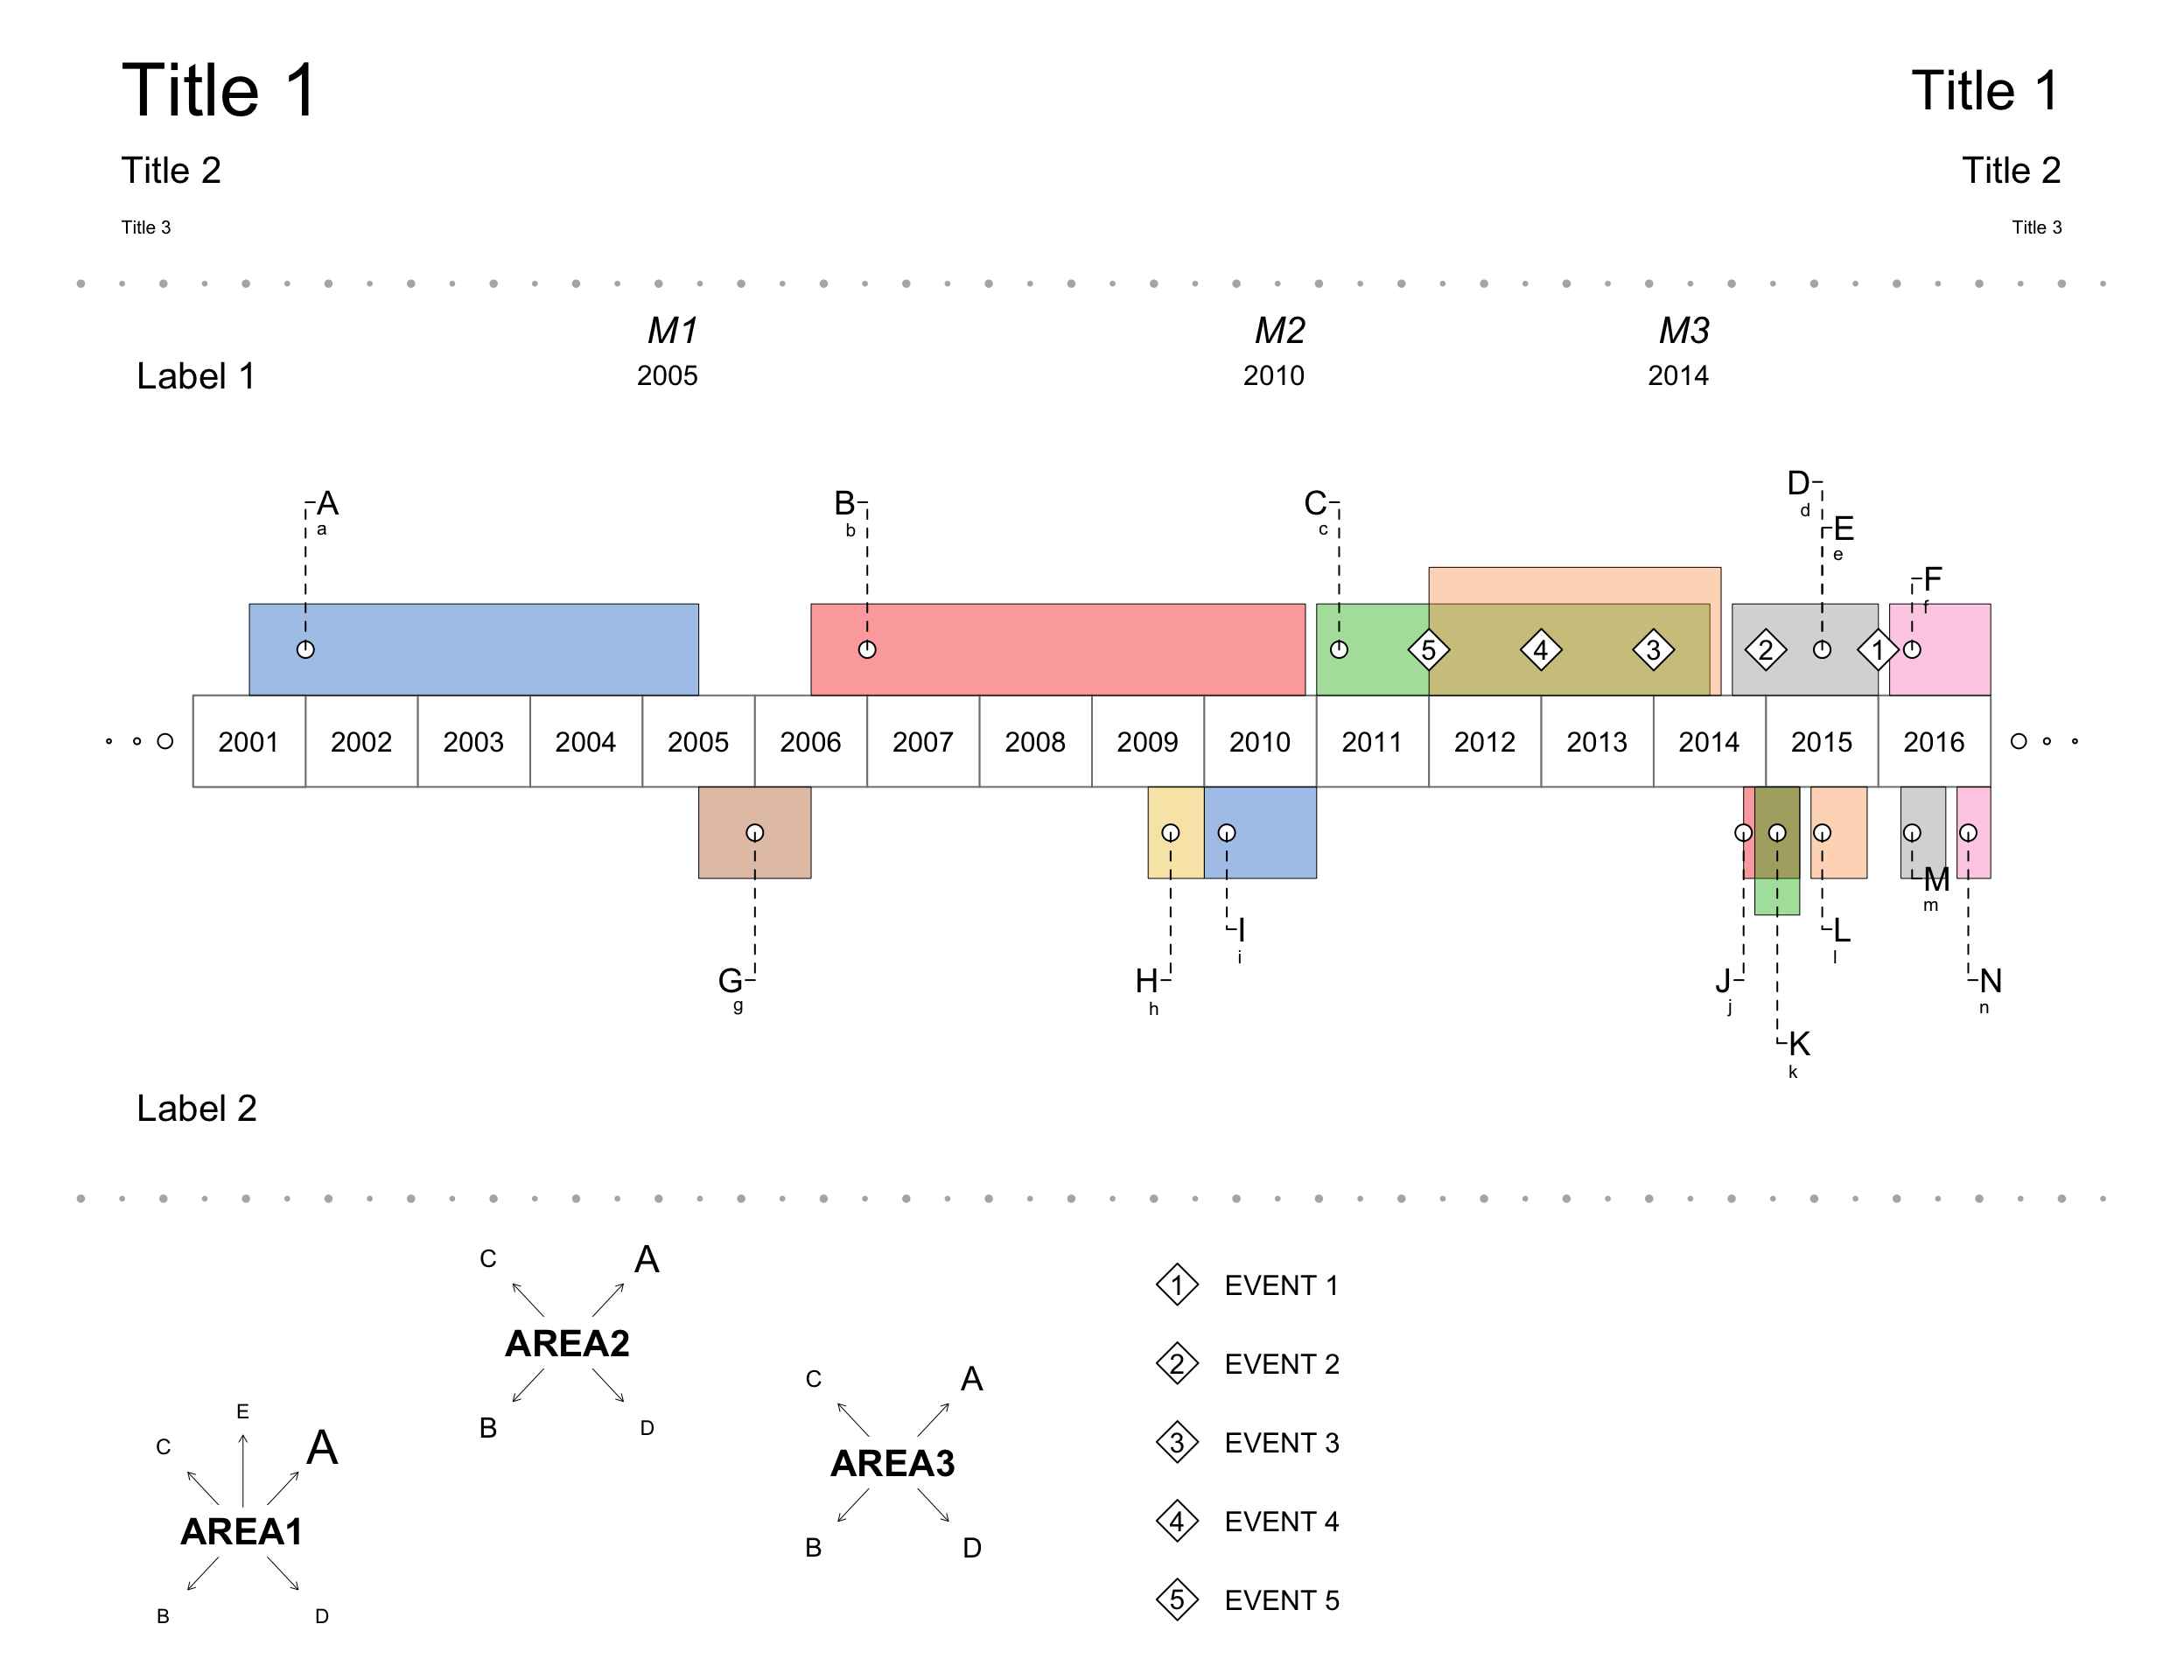 Title 1
Title 1
Title 2
Title 2
Title 3
Title 3
M1
M2
M3
Label 1
2005
2010
2014
D
d
A
a
B
b
C
c
E
e
F
f
5
4
3
2
1
2001 2002 2003 2004 2005 2006 2007 2008 2009 2010 2011 2012 2013 2014 2015 2016
M
m
I
i
L
l
G
g
H
h
J
j
N
n
K
k
Label 2
C
A
AREA2
B
D
E
C
A
AREA1
B
D
C
A
AREA3
B
D
1 EVENT 1
2 EVENT 2
3 EVENT 3
4 EVENT 4
5 EVENT 5